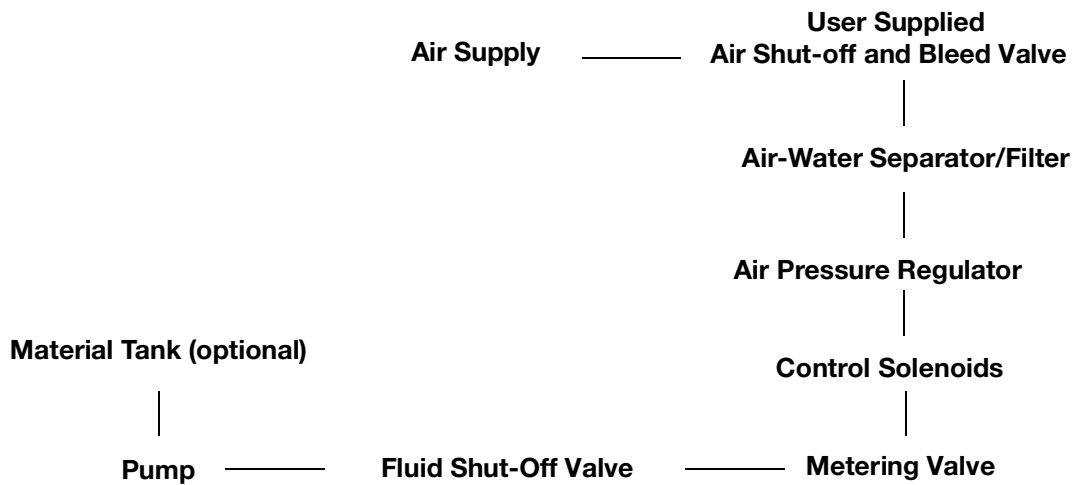 User Supplied
Air Supply
Air Shut-off and Bleed Valve
Air-Water Separator/Filter
Air Pressure Regulator
Material Tank (optional)
Control Solenoids
Pump
Fluid Shut-Off Valve
Metering Valve